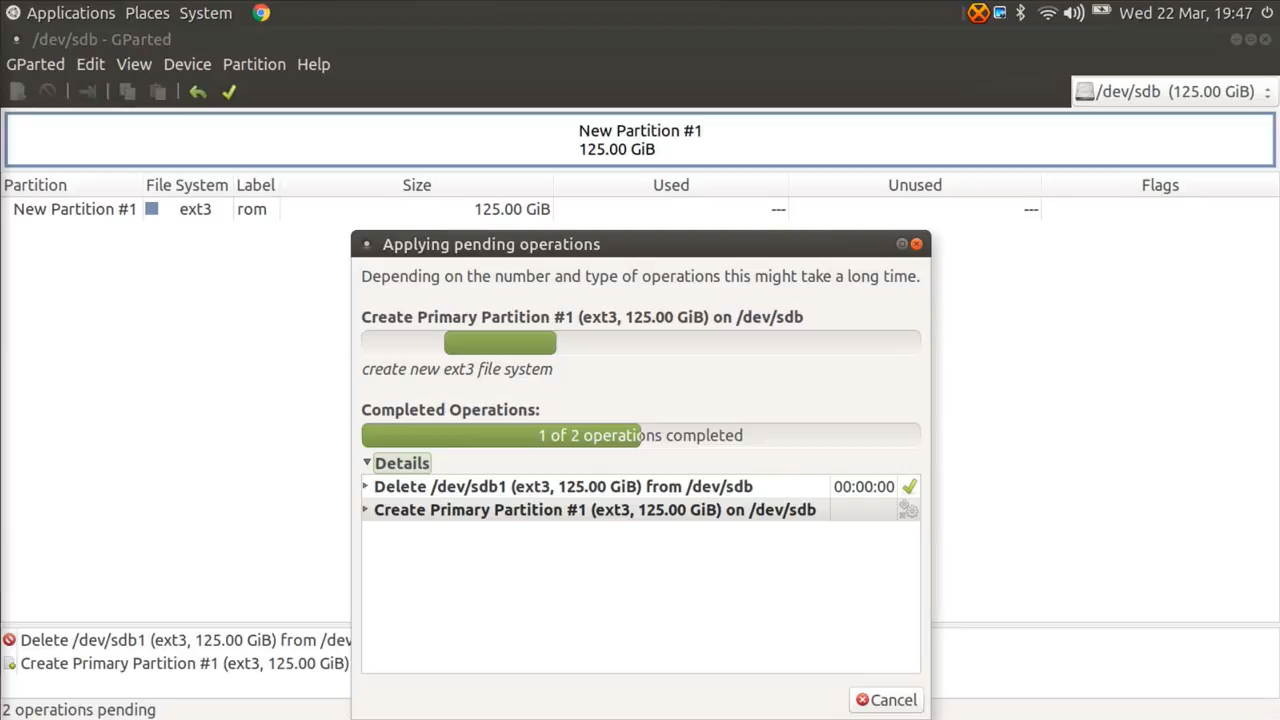 Applications Places System Wed 22 Mar, 19:47
/dev/sdb - GParted
GParted Edit View Device Partition Help
/dev/sdb (125.00 GiB)
New Partition #1
125.00 GiB
Partition File System Label Size Used Unused Flags
New Partition #1 ext3 rom 125.00 GiB --- ---
Applying pending operations
Depending on the number and type of operations this might take a long time.
Create Primary Partition #1 (ext3, 125.00 GiB) on /dev/sdb
create new ext3 file system
Completed Operations:
1 of 2 operations completed
Details
Delete /dev/sdb1 (ext3, 125.00 GiB) from /dev/sdb 00:00:00
Create Primary Partition #1 (ext3, 125.00 GiB) on /dev/sdb
Delete /dev/sdb1 (ext3, 125.00 GiB) from /dev
Create Primary Partition #1 (ext3, 125.00 GiB)
Cancel
2 operations pending